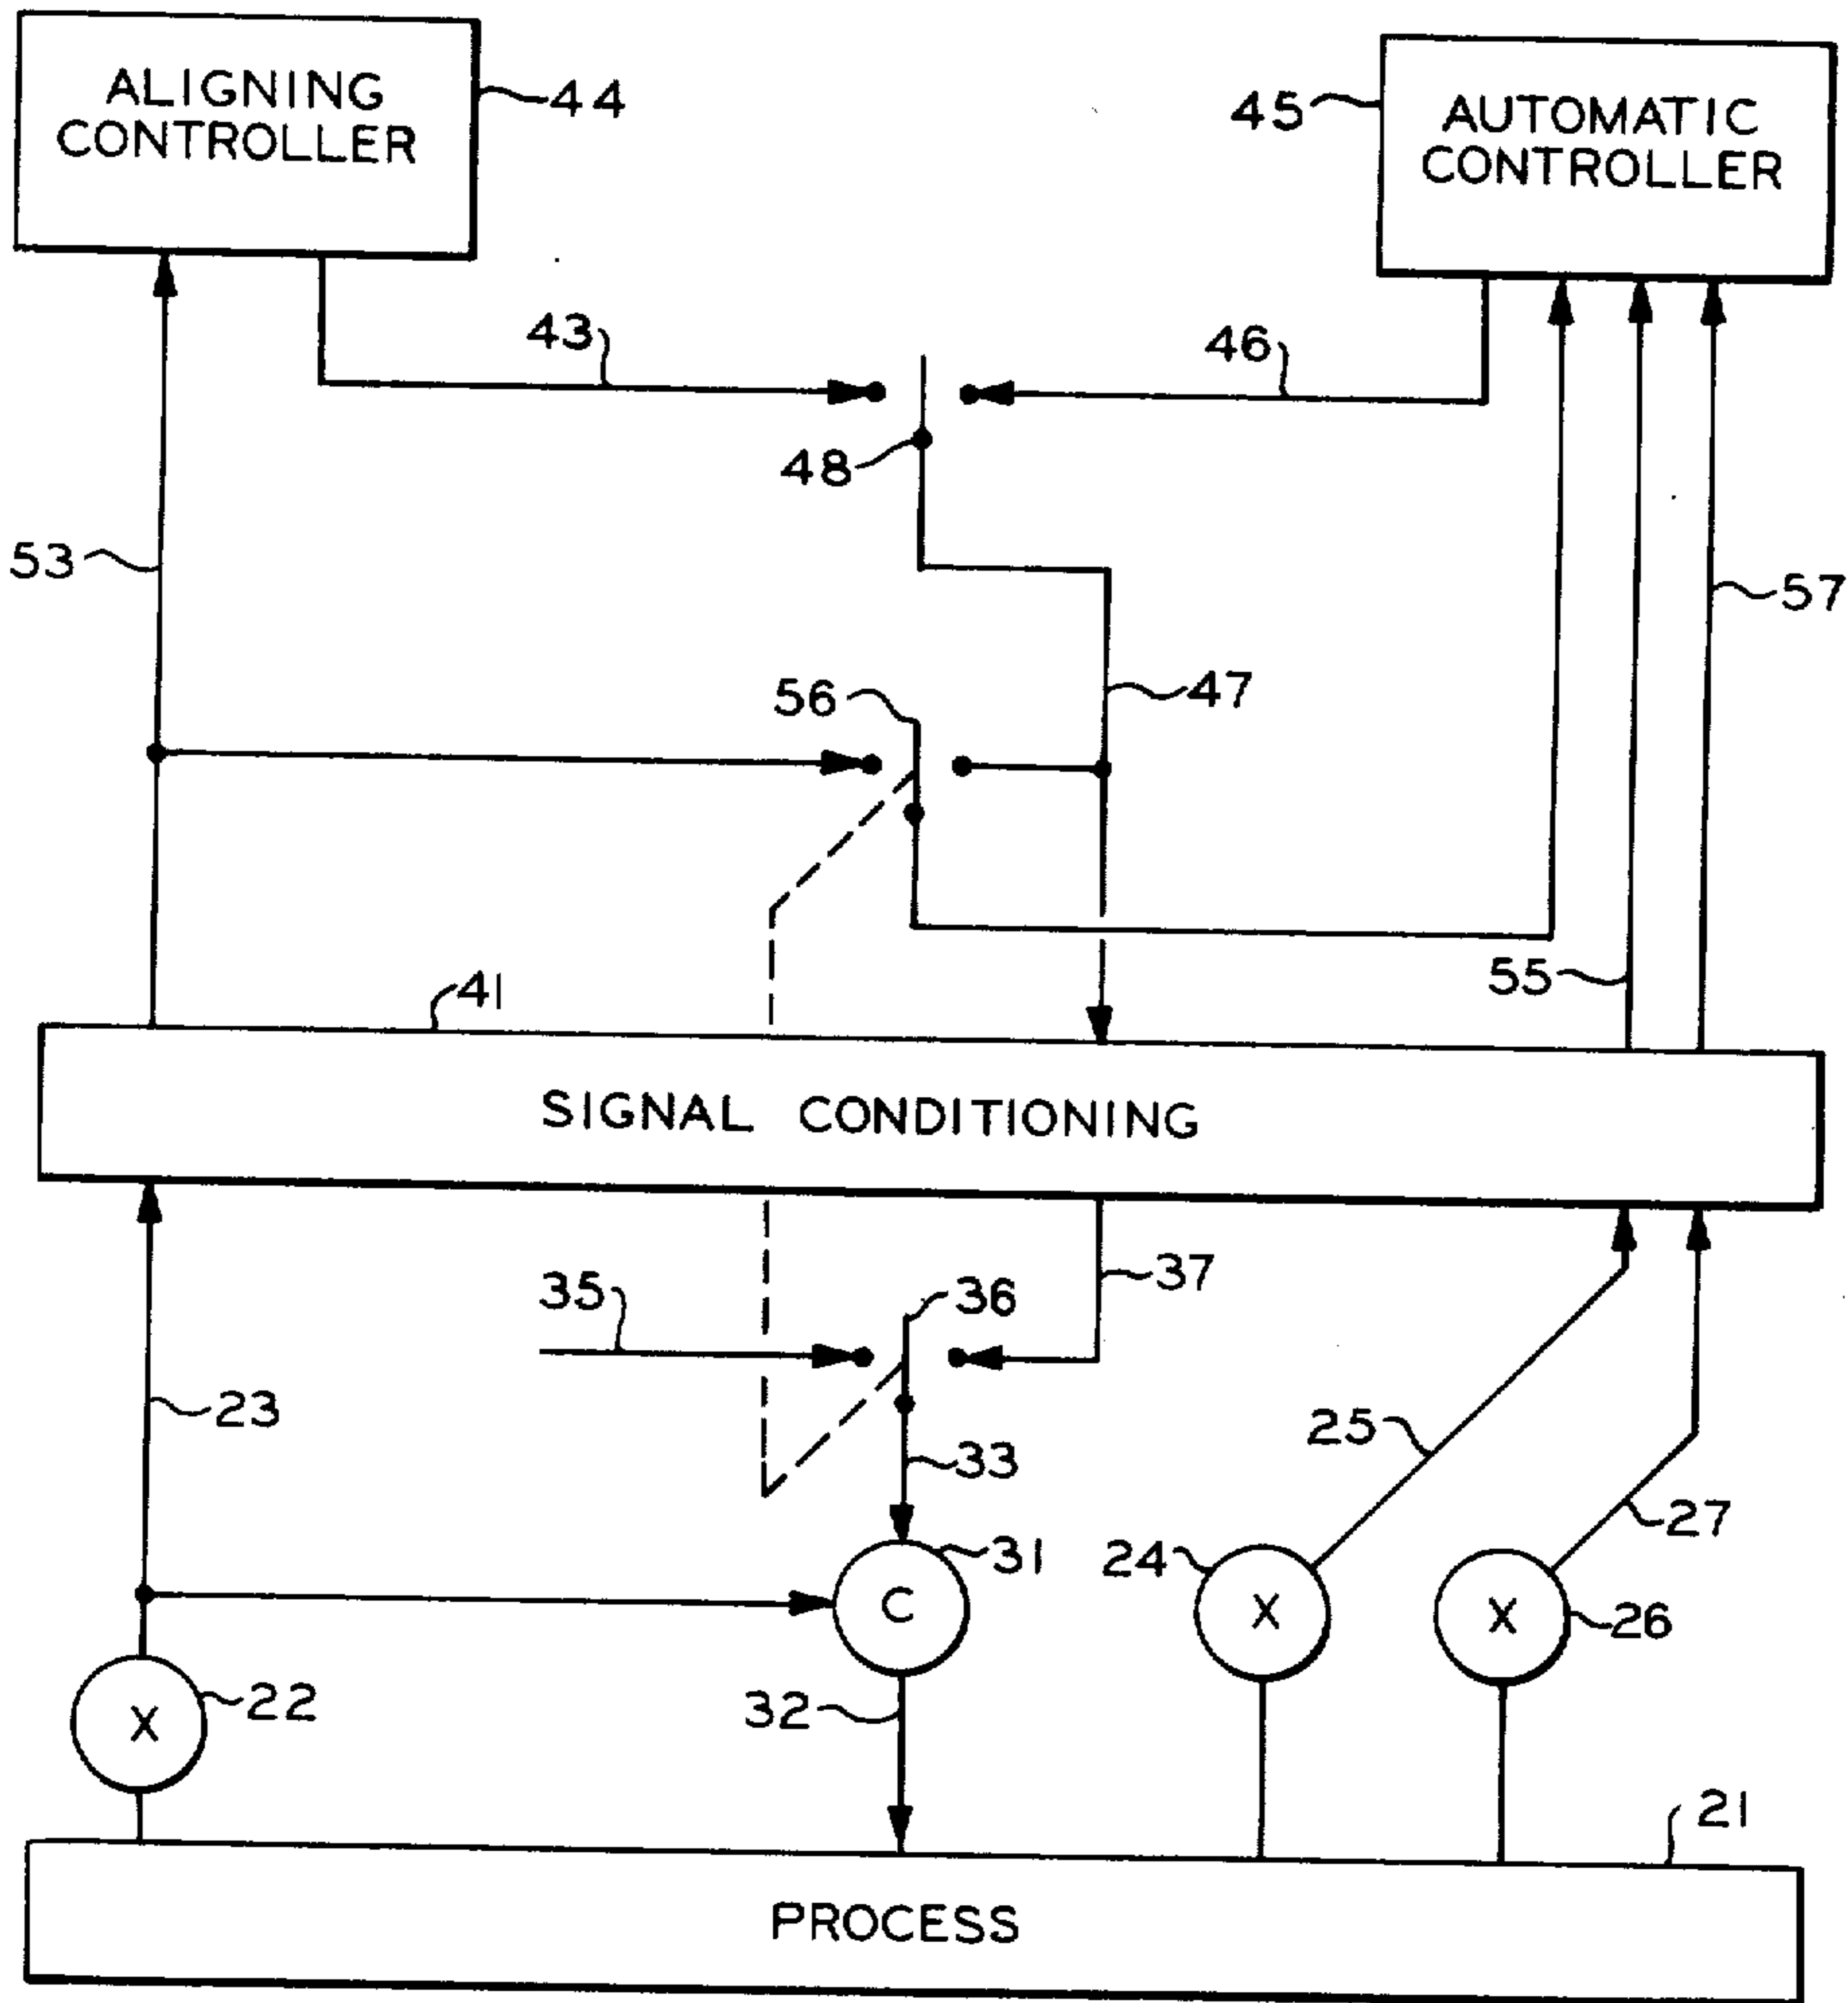 ALIGNING
CONTROLLER
44
45
AUTOMATIC
CONTROLLER
43
46
48
53
57
47
56
55
41
SIGNAL CONDITIONING
37
35
36
23
25
33
27
31
24
C
X
X
26
22
32
X
21
PROCESS